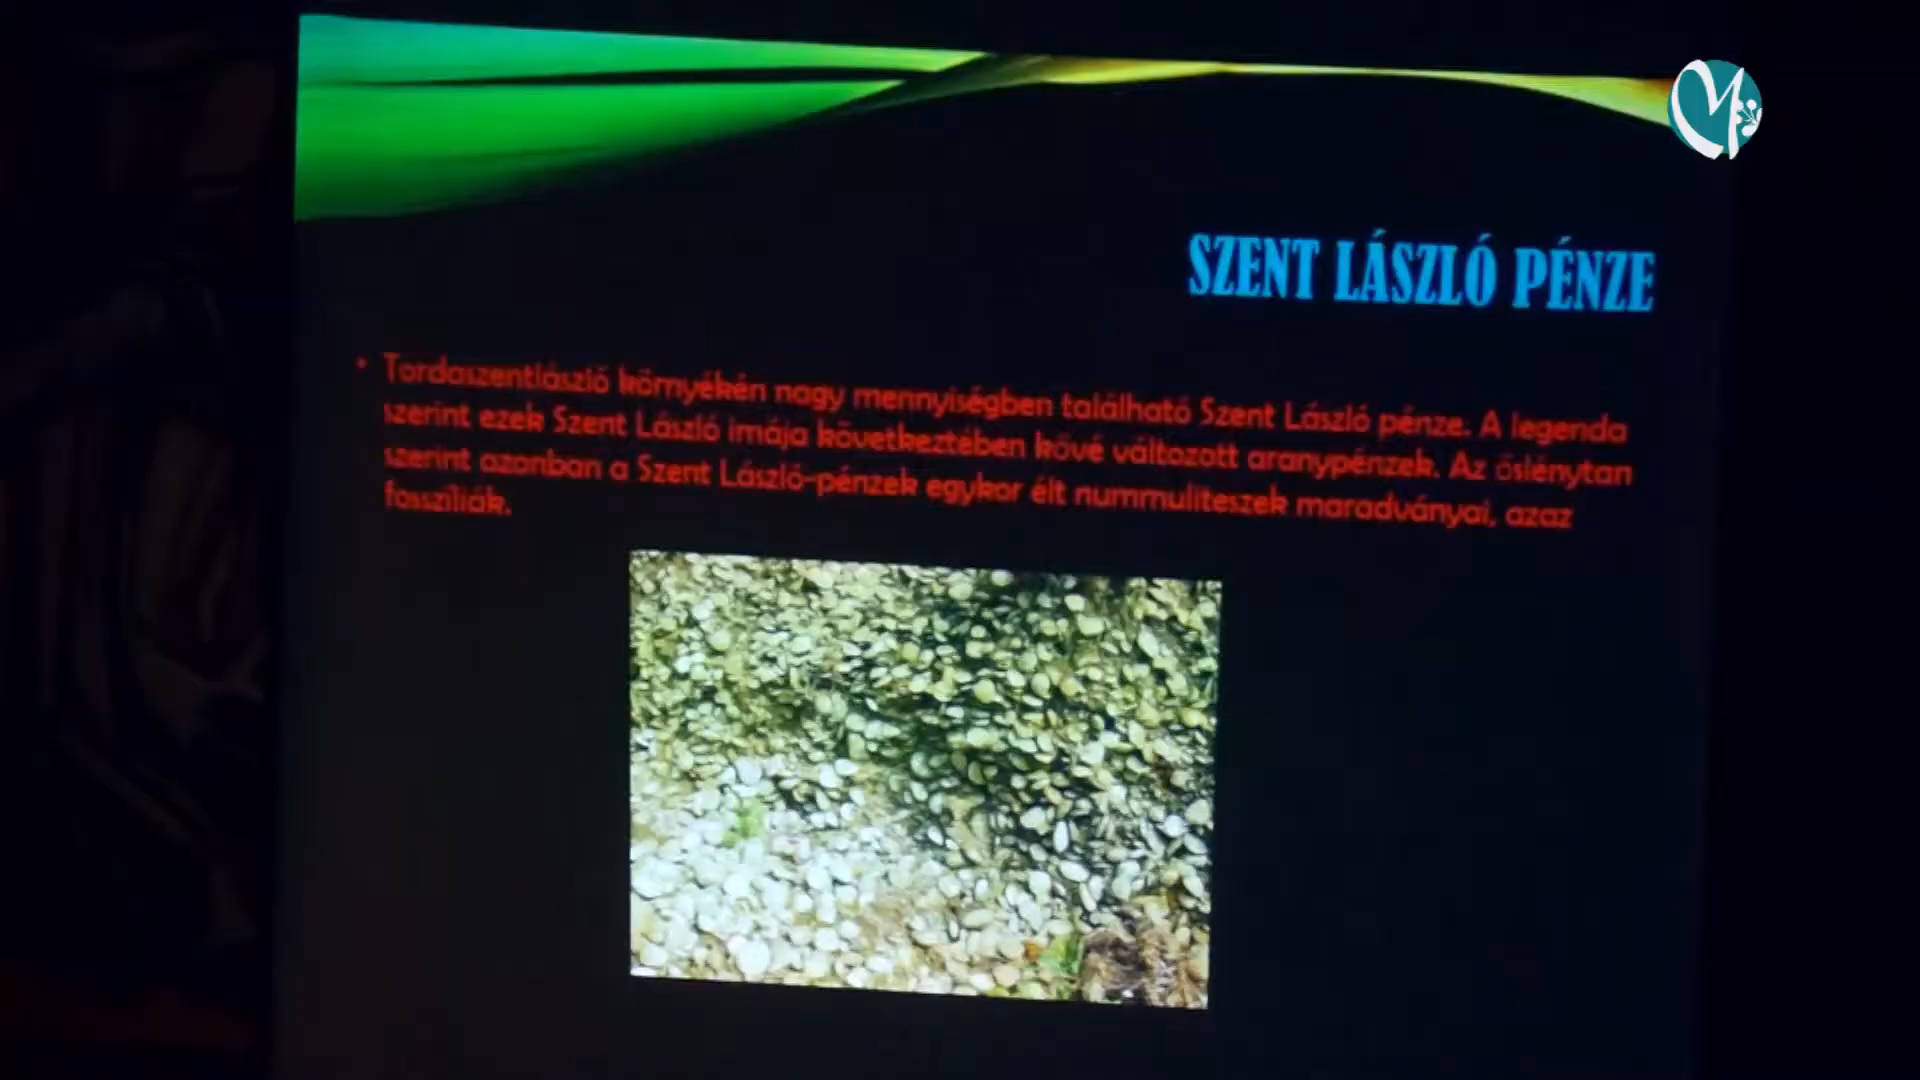 SZENT LÁSZLÓ PÉNZE
• Tordaszentlászló környékén nagy mennyiségben található Szent László pénze. A legenda
szerint ezek Szent László imája következtében kővé változott aranypénzek. Az őslénytan
szerint azonban a Szent László-pénzek egykor élt nummuliteszek maradványai, azaz
fosszíliák.